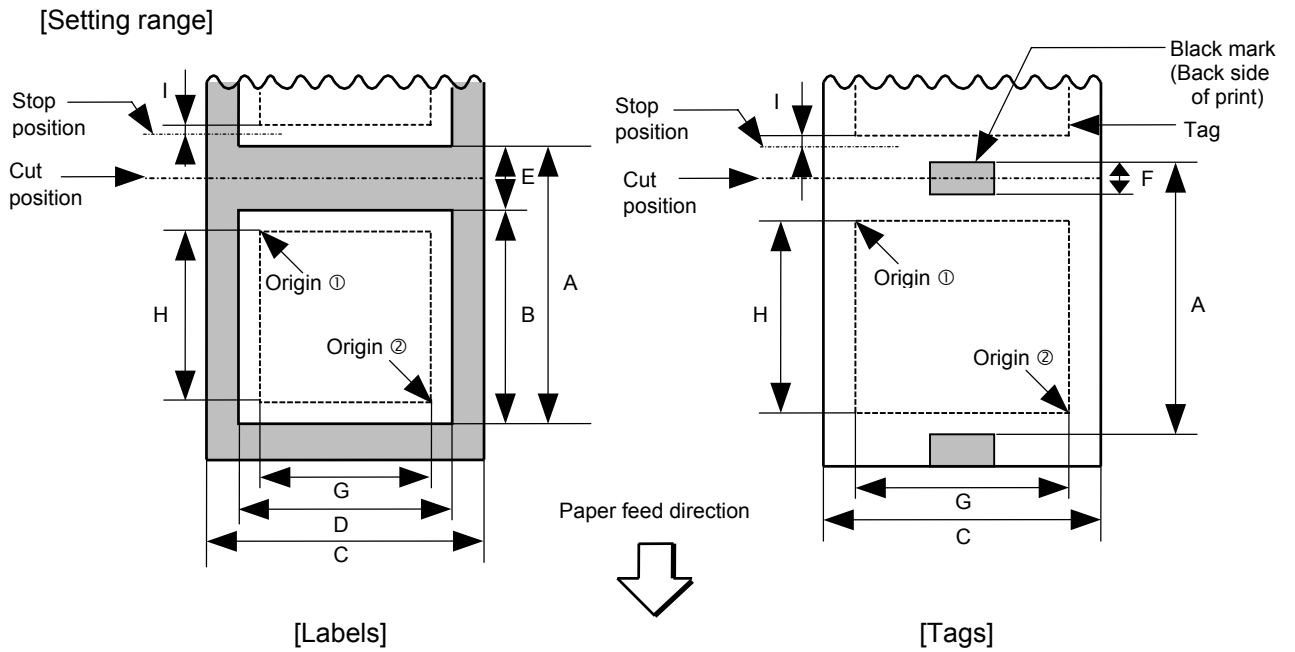 [Setting range]
I
Stop
position
Cut
position
E
Origin ①
A
H
B
Origin ②
G
D
C
[Labels]
Paper feed direction
Black mark
(Back side
of print)
Tag
I
Stop
position
Cut
position
F
Origin ①
A
H
Origin ②
G
C
[Tags]